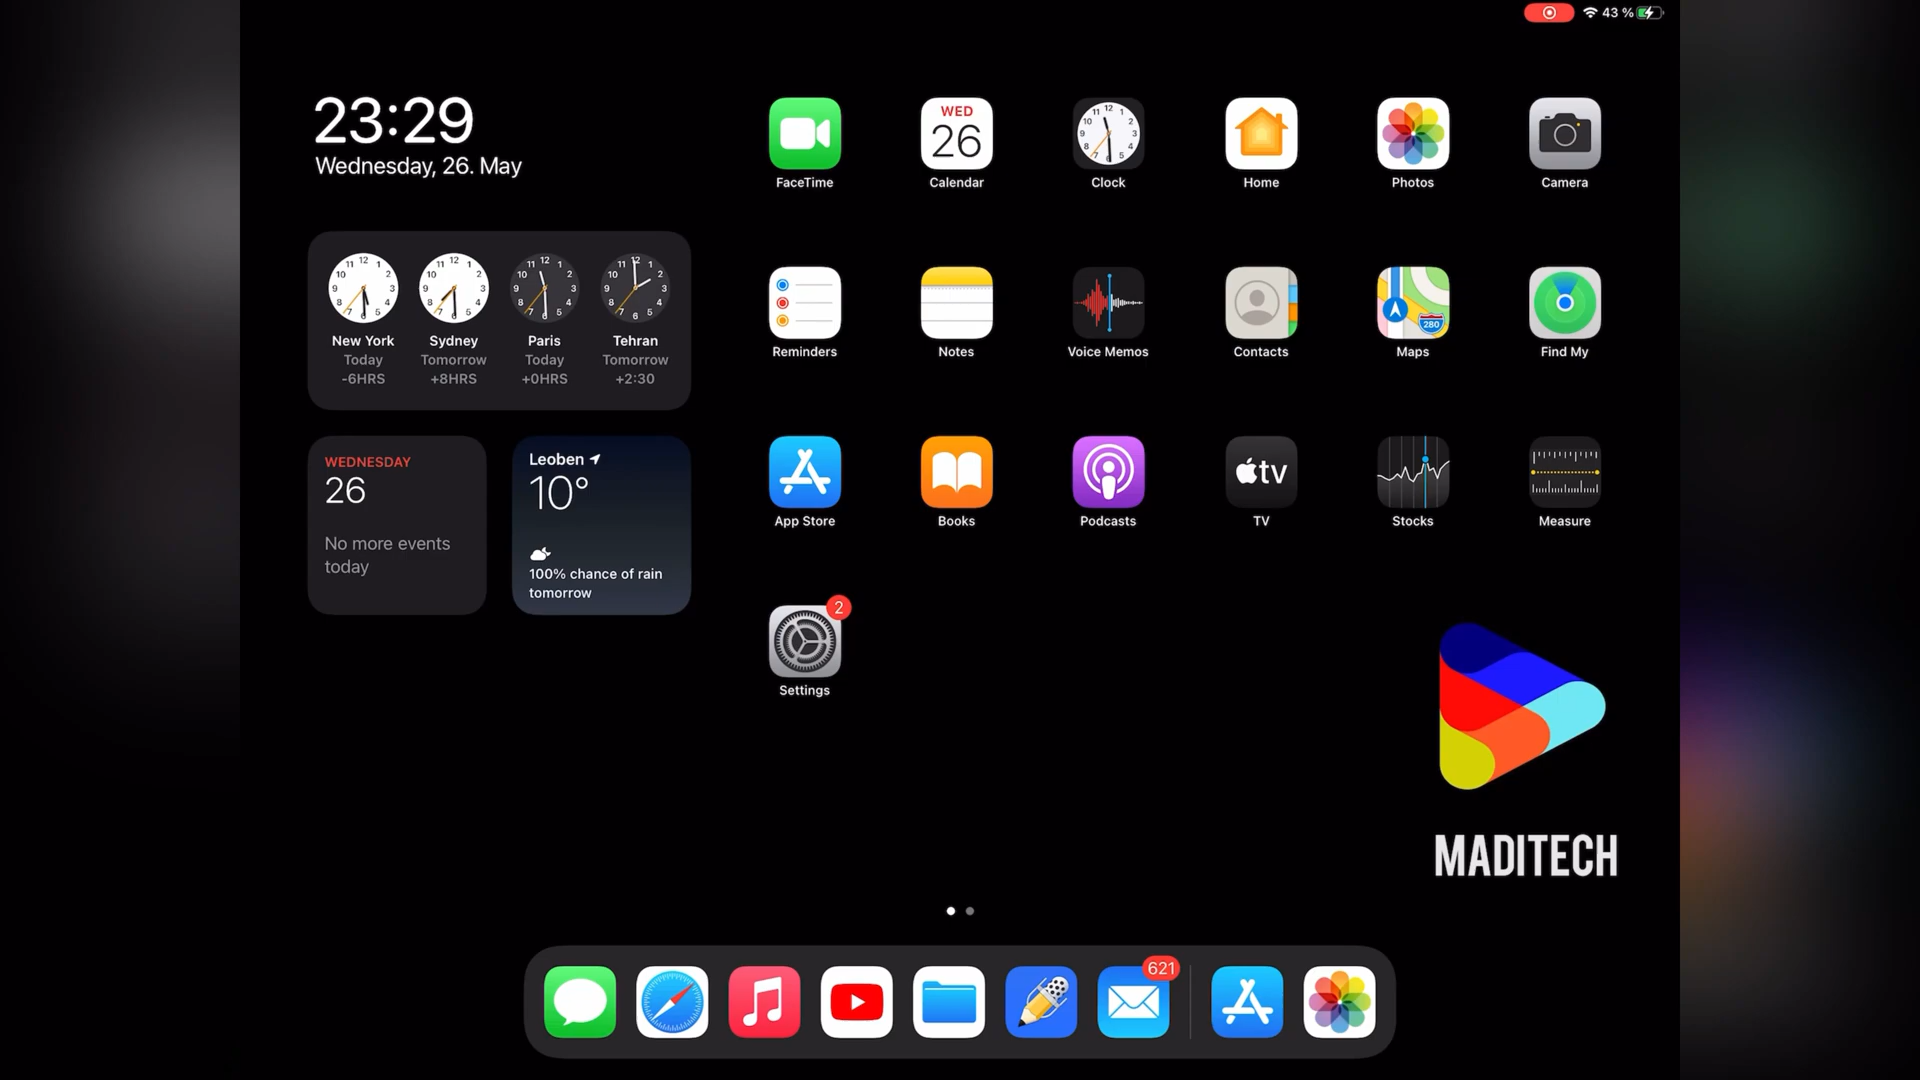 43 %
23:29
Wednesday, 26. May
New York
Today
-6HRS
Sydney
Tomorrow
+8HRS
Paris
Today
+0HRS
Tehran
Tomorrow
+2:30
WEDNESDAY
26
No more events
today
Leoben
10°
100% chance of rain
tomorrow
FaceTime
WED
26
Calendar
Clock
Home
Photos
Camera
Reminders
Notes
Voice Memos
Contacts
280
Maps
Find My
App Store
Books
Podcasts
tv
TV
Stocks
Measure
2
Settings
MADITECH
621